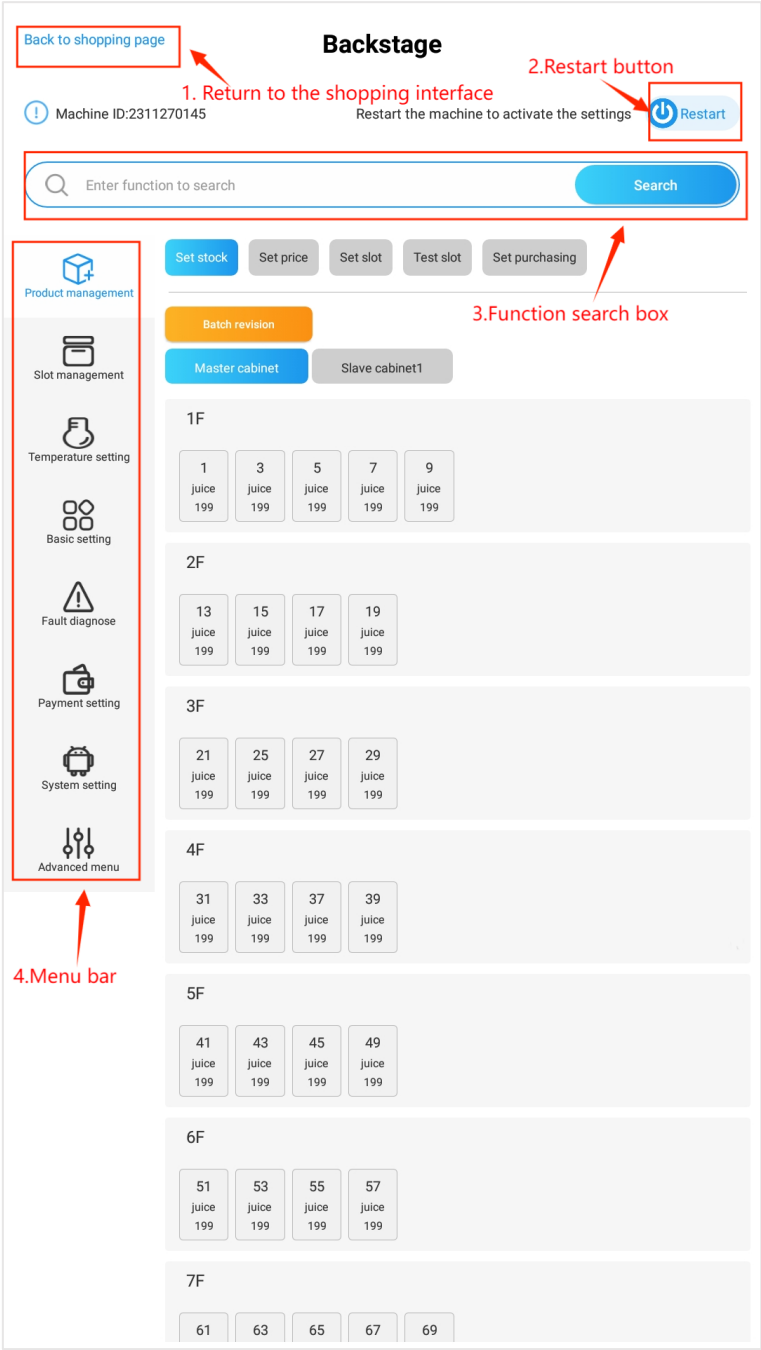 Back to shopping page
Backstage
2.Restart button
1. Return to the shopping interface
Machine ID:2311270145
Restart the machine to activate the settings
Restart
Enter function to search
Search
Set stock
Set price
Set slot
Test slot
Set purchasing
3.Function search box
Product management
Slot management
Temperature setting
Basic setting
Fault diagnose
Payment setting
System setting
Advanced menu
4.Menu bar
Batch revision
Master cabinet
Slave cabinet1
1F
1 3 5 7 9
juice juice juice juice juice
199 199 199 199 199
2F
13 15 17 19
juice juice juice juice
199 199 199 199
3F
21 25 27 29
juice juice juice juice
199 199 199 199
4F
31 33 37 39
juice juice juice juice
199 199 199 199
5F
41 43 45 49
juice juice juice juice
199 199 199 199
6F
51 53 55 57
juice juice juice juice
199 199 199 199
7F
61 63 65 67 69